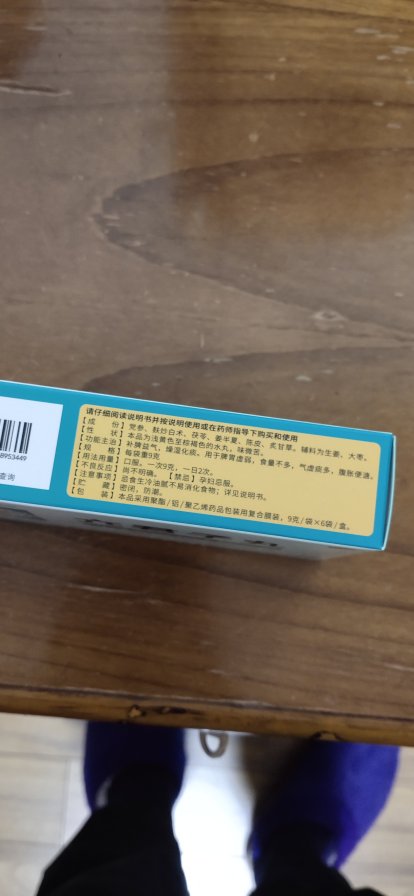 请仔细阅读说明书并按说明使用或在药师指导下购买和使用
【成 份】党参、麸炒白术、茯苓、姜半夏、陈皮、炙甘草。辅料为生姜、大枣。
【性 状】本品为浅黄色至棕褐色的水丸，味微苦。
【功能主治】补脾益气，燥湿化痰。用于脾胃虚弱，食量不多，气虚痰多，腹胀便溏。
【规 格】每袋重9克
【用法用量】口服。一次9克，一日2次。
【不良反应】尚不明确。【禁忌】孕妇忌服。
【注意事项】忌食生冷油腻不易消化食物；详见说明书。
【贮 藏】密闭，防潮。
【包 装】本品采用聚酯/铝/聚乙烯药品包装用复合膜装，9克/袋×6袋/盒。
8953449
查询